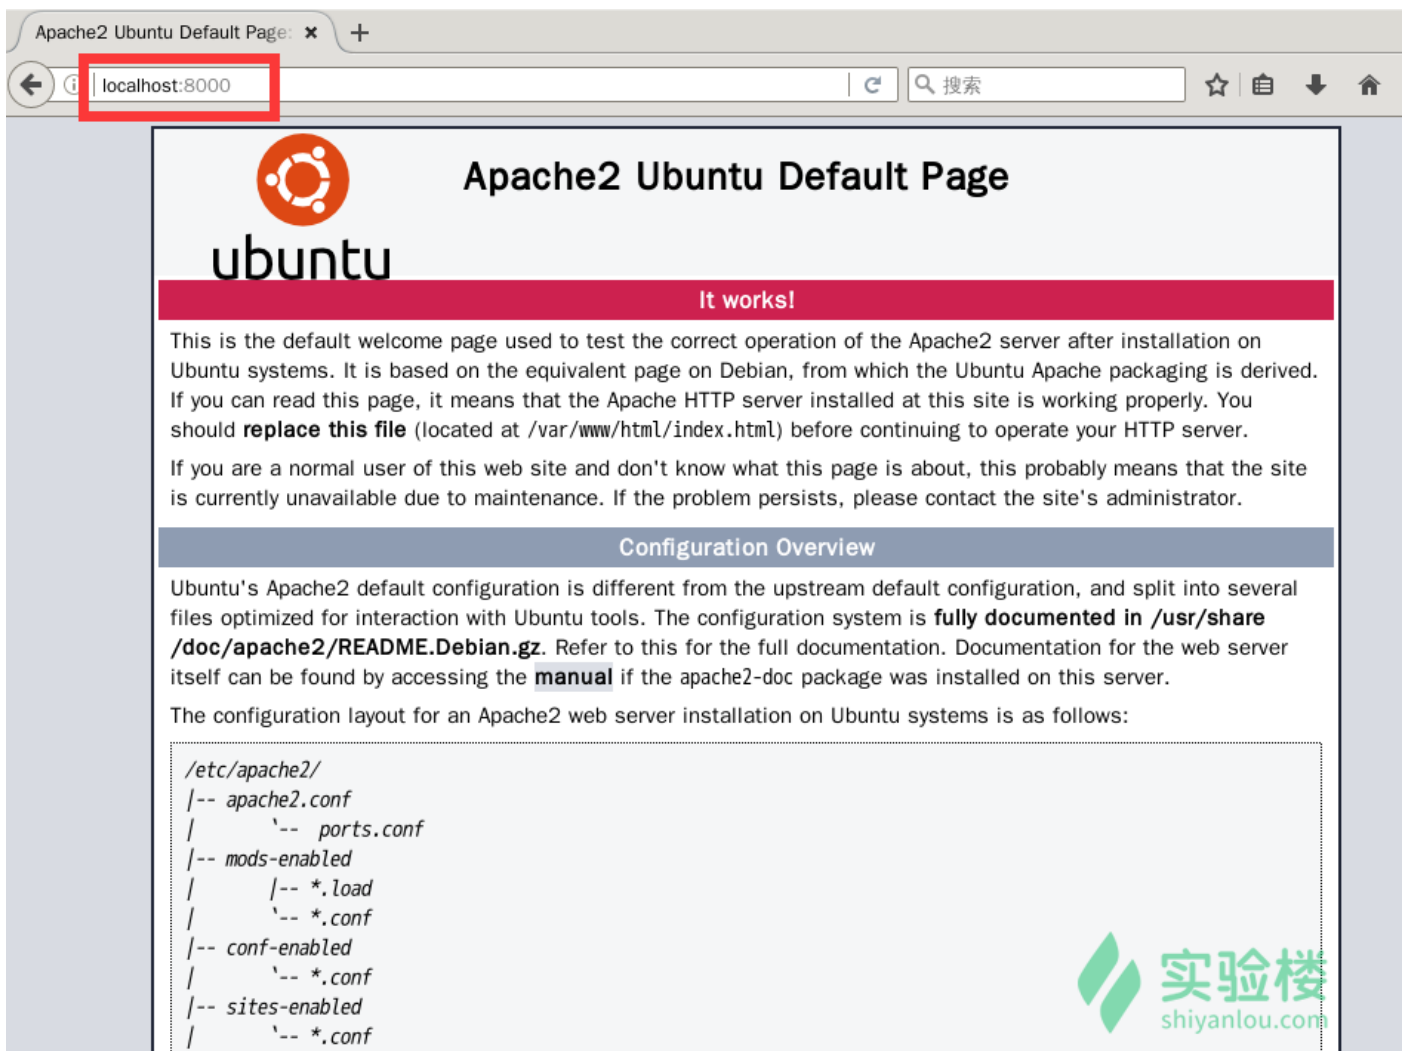 Apache2 Ubuntu Default Page:
localhost:8000
搜索
Apache2 Ubuntu Default Page
ubuntu
It works!
This is the default welcome page used to test the correct operation of the Apache2 server after installation on
Ubuntu systems. It is based on the equivalent page on Debian, from which the Ubuntu Apache packaging is derived.
If you can read this page, it means that the Apache HTTP server installed at this site is working properly. You
should replace this file (located at /var/www/html/index.html) before continuing to operate your HTTP server.
If you are a normal user of this web site and don't know what this page is about, this probably means that the site
is currently unavailable due to maintenance. If the problem persists, please contact the site's administrator.
Configuration Overview
Ubuntu's Apache2 default configuration is different from the upstream default configuration, and split into several
files optimized for interaction with Ubuntu tools. The configuration system is fully documented in /usr/share
/doc/apache2/README.Debian.gz. Refer to this for the full documentation. Documentation for the web server
itself can be found by accessing the manual if the apache2-doc package was installed on this server.
The configuration layout for an Apache2 web server installation on Ubuntu systems is as follows:
/etc/apache2/
|-- apache2.conf
|       `--  ports.conf
|-- mods-enabled
|       |-- *.load
|       `-- *.conf
|-- conf-enabled
|       `-- *.conf
|-- sites-enabled
|       `-- *.conf
实验楼
shiyanlou.com